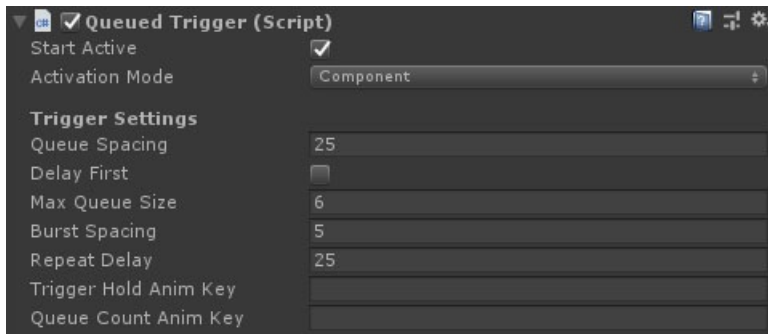 Queued Trigger (Script)
Start Active
Activation Mode Component
Trigger Settings
Queue Spacing 25
Delay First
Max Queue Size 6
Burst Spacing 5
Repeat Delay 25
Trigger Hold Anim Key
Queue Count Anim Key